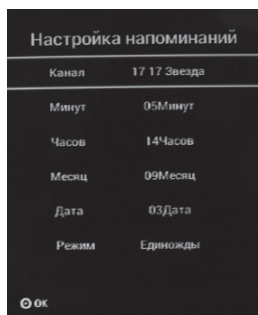 Настройка напоминаний
Канал 17 17 Звезда
Минут 05Минут
Часов 14Часов
Месяц 09Месяц
Дата 03Дата
Режим Единожды
OK